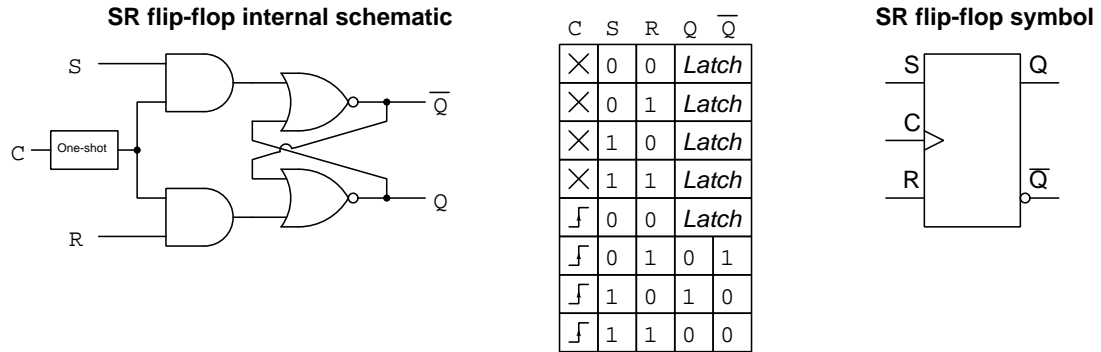 SR flip-flop internal schematic
S
C
One-shot
R
Q̅
Q
C S R Q Q̅
0 0 Latch
0 1 Latch
1 0 Latch
1 1 Latch
0 0 Latch
0 1 0 1
1 0 1 0
1 1 0 0
SR flip-flop symbol
S Q
C
R Q̅